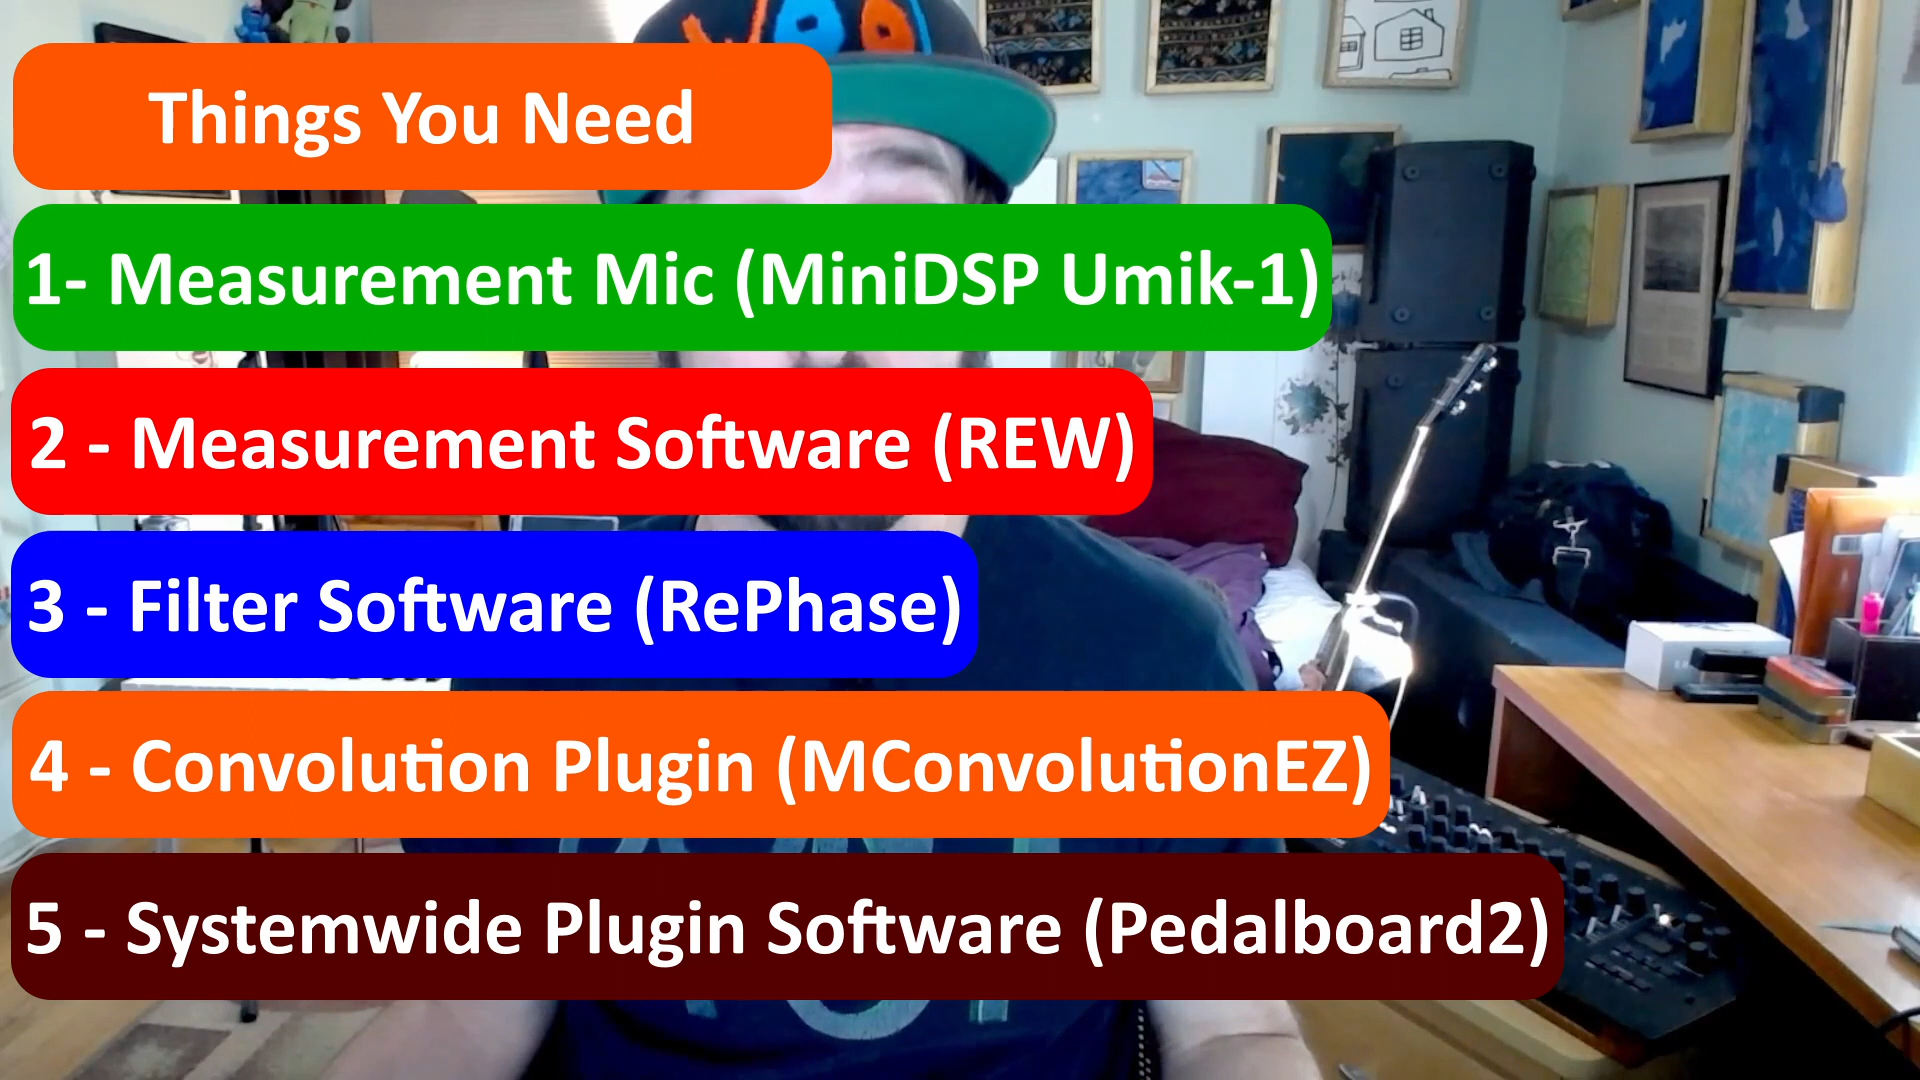 Things You Need
1- Measurement Mic (MiniDSP Umik-1)
2 - Measurement Software (REW)
3 - Filter Software (RePhase)
4 - Convolution Plugin (MConvolutionEZ)
5 - Systemwide Plugin Software (Pedalboard2)